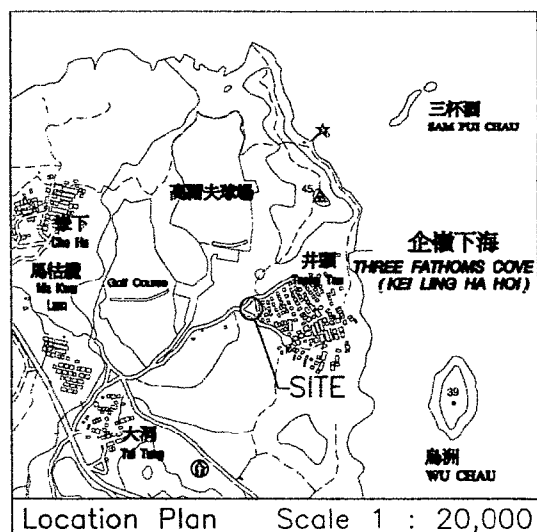 三杯酒
SAM PUI CHAU
45
高爾夫球場
Che Ha
企嶺下海
THREE FATHOMS COVE
(KEI LING HA HOI)
井頭
Tseng Tau
馬牯纜
Ma Kwu
Lam
Golf Course
SITE
39
大洞
Tai Tung
烏洲
WU CHAU
Location Plan Scale 1 : 20,000